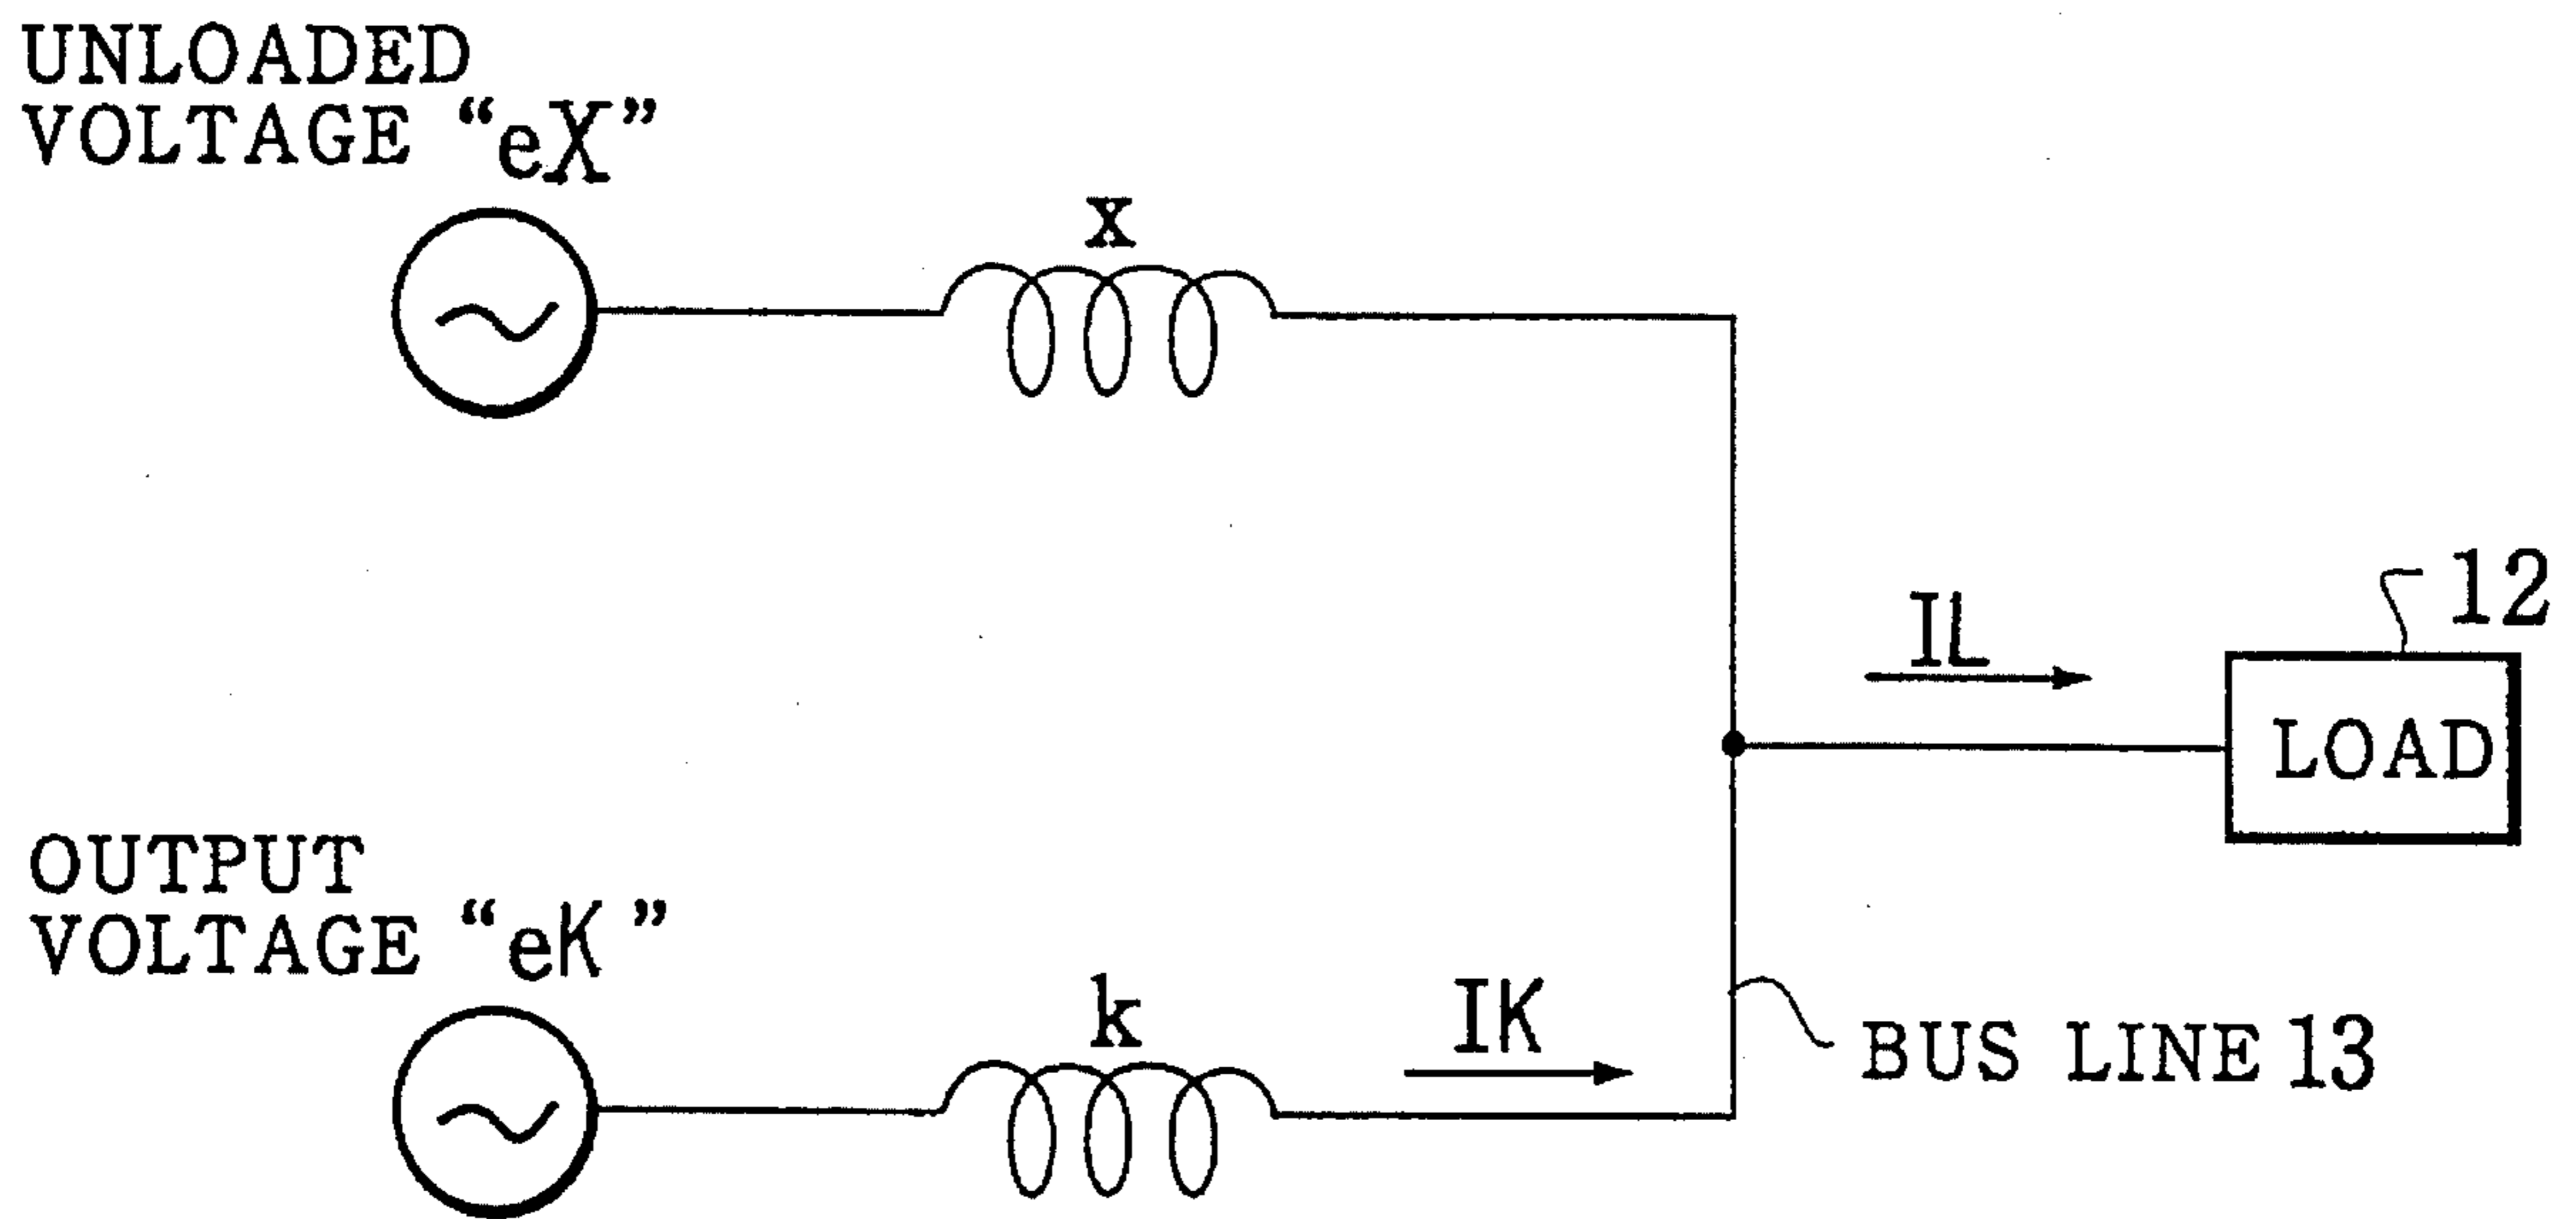 UNLOADED
VOLTAGE “eX”
x
IL
12
LOAD
OUTPUT
VOLTAGE “eK”
k
IK
BUS LINE 13